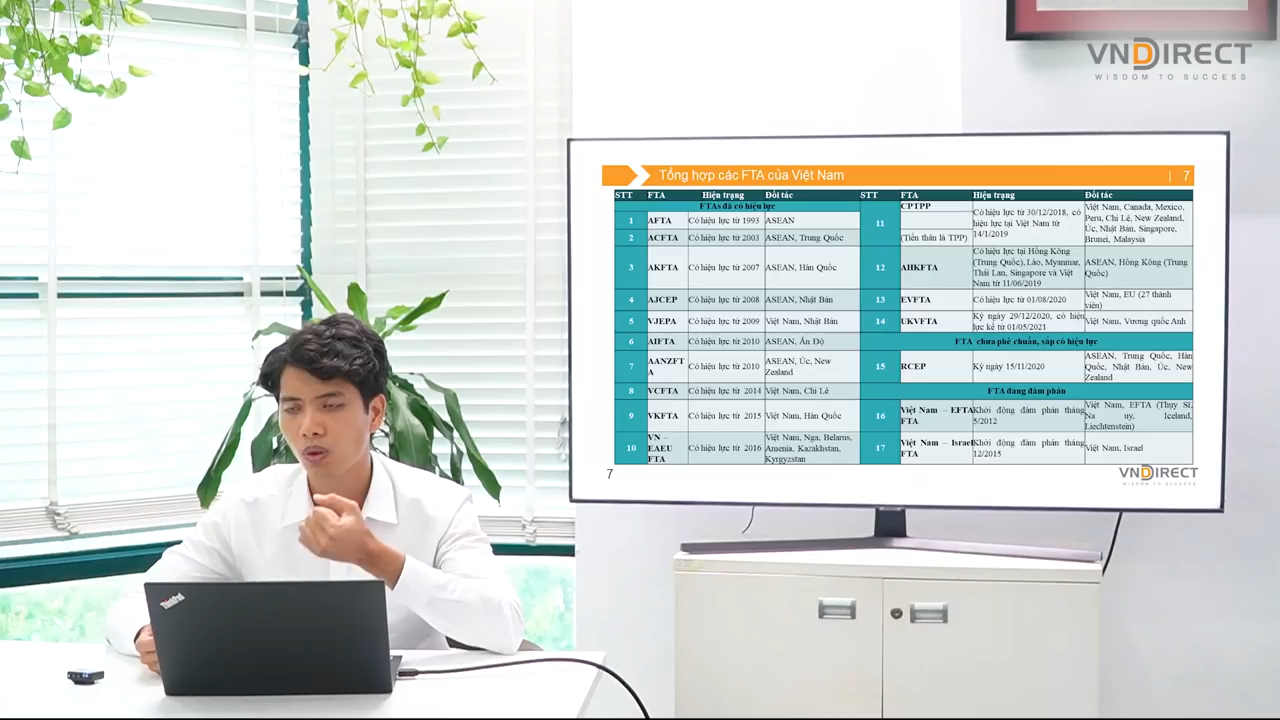 VNDIRECT
WISDOM TO SUCCESS
Tổng hợp các FTA của Việt Nam | 7
STT FTA Hiện trạng Đối tác
FTAs đã có hiệu lực
1 AFTA Có hiệu lực từ 1993 ASEAN
2 ACFTA Có hiệu lực từ 2003 ASEAN, Trung Quốc
3 AKFTA Có hiệu lực từ 2007 ASEAN, Hàn Quốc
4 AJCEP Có hiệu lực từ 2008 ASEAN, Nhật Bản
5 VJEPA Có hiệu lực từ 2009 Việt Nam, Nhật Bản
6 AIFTA Có hiệu lực từ 2010 ASEAN, Ấn Độ
7 AANZFT
A
Có hiệu lực từ 2010 ASEAN, Úc, New
Zealand
8 VCFTA Có hiệu lực từ 2014 Việt Nam, Chi Lê
9 VKFTA Có hiệu lực từ 2015 Việt Nam, Hàn Quốc
10 VN –
EAEU
FTA
Có hiệu lực từ 2016 Việt Nam, Nga, Belarus,
Amenia, Kazakhstan,
Kyrgyzstan
STT FTA Hiện trạng Đối tác
11 CPTPP
(Tiền thân là TPP)
Có hiệu lực từ 30/12/2018, có
hiệu lực tại Việt Nam từ
14/1/2019
Việt Nam, Canada, Mexico,
Peru, Chi Lê, New Zealand,
Úc, Nhật Bản, Singapore,
Brunei, Malaysia
12 AHKFTA
Có hiệu lực tại Hồng Kông
(Trung Quốc), Lào, Myanmar,
Thái Lan, Singapore và Việt
Nam từ 11/06/2019
ASEAN, Hồng Kông (Trung
Quốc)
13 EVFTA Có hiệu lực từ 01/08/2020 Việt Nam, EU (27 thành
viên)
14 UKVFTA Ký ngày 29/12/2020, có hiệu
lực kể từ 01/05/2021
Việt Nam, Vương quốc Anh
FTA chưa phê chuẩn, sắp có hiệu lực
15 RCEP Ký ngày 15/11/2020
ASEAN, Trung Quốc, Hàn
Quốc, Nhật Bản, Úc, New
Zealand
FTA đang đàm phán
16 Việt Nam – EFTA
FTA
Khởi động đàm phán tháng
5/2012
Việt Nam, EFTA (Thụy Sĩ,
Na uy, Iceland,
Liechtenstein)
17 Việt Nam – Israel
FTA
Khởi động đàm phán tháng
12/2015
Việt Nam, Israel
7
VNDIRECT
WISDOM TO SUCCESS
ThinkPad